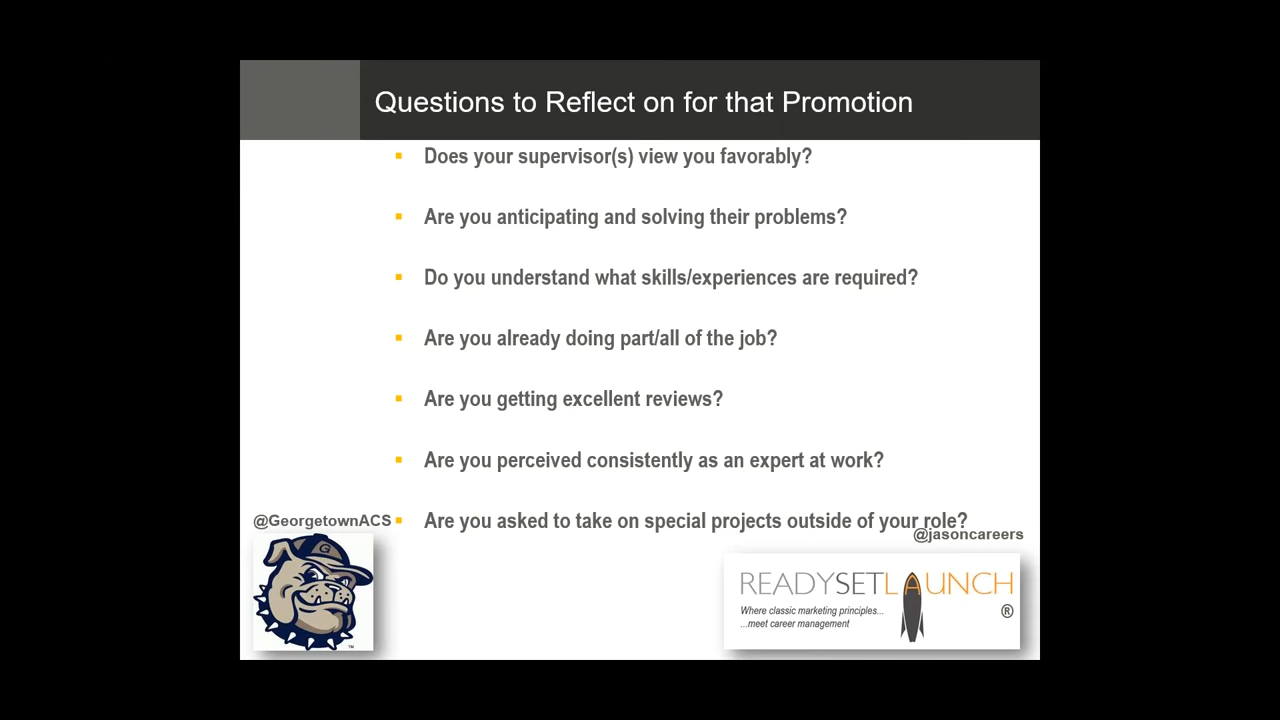 Questions to Reflect on for that Promotion
Does your supervisor(s) view you favorably?
Are you anticipating and solving their problems?
Do you understand what skills/experiences are required?
Are you already doing part/all of the job?
Are you getting excellent reviews?
Are you perceived consistently as an expert at work?
Are you asked to take on special projects outside of your role?
@GeorgetownACS
@jasoncareers
G
TM
READYSETLAUNCH
®
Where classic marketing principles...
...meet career management